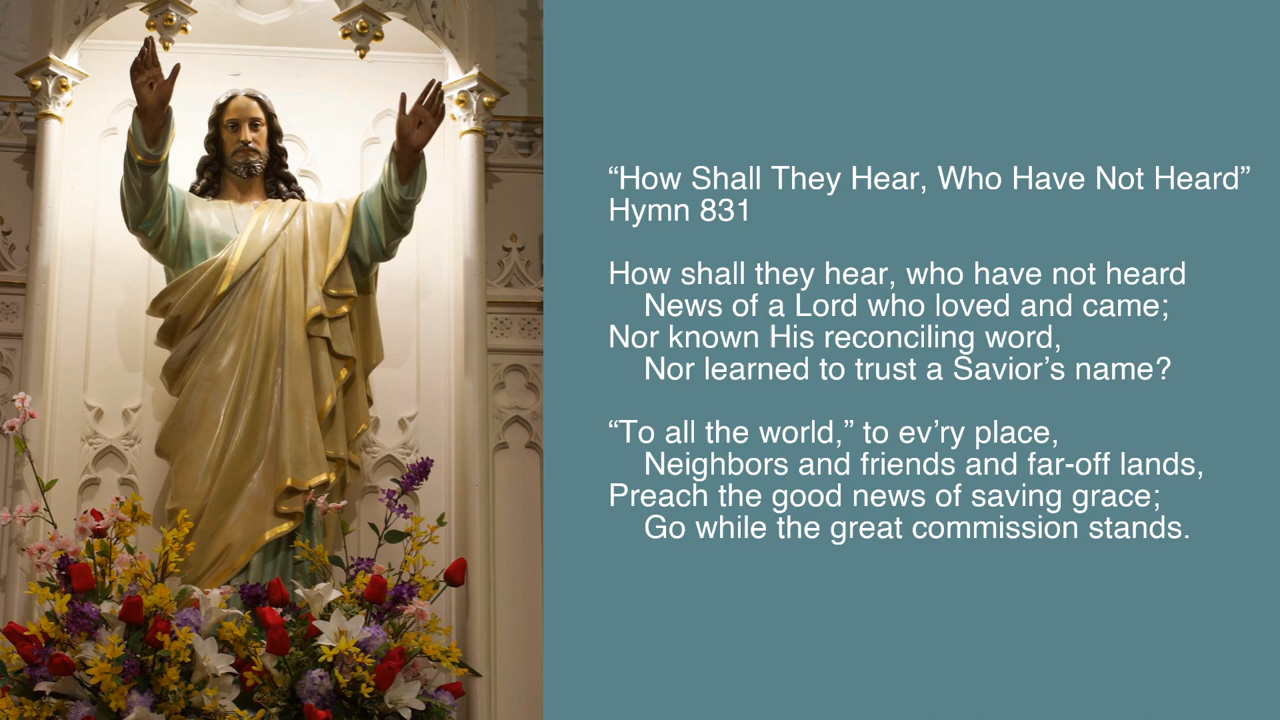 “How Shall They Hear, Who Have Not Heard”
Hymn 831
How shall they hear, who have not heard
News of a Lord who loved and came;
Nor known His reconciling word,
Nor learned to trust a Savior’s name?
“To all the world,” to ev’ry place,
Neighbors and friends and far-off lands,
Preach the good news of saving grace;
Go while the great commission stands.